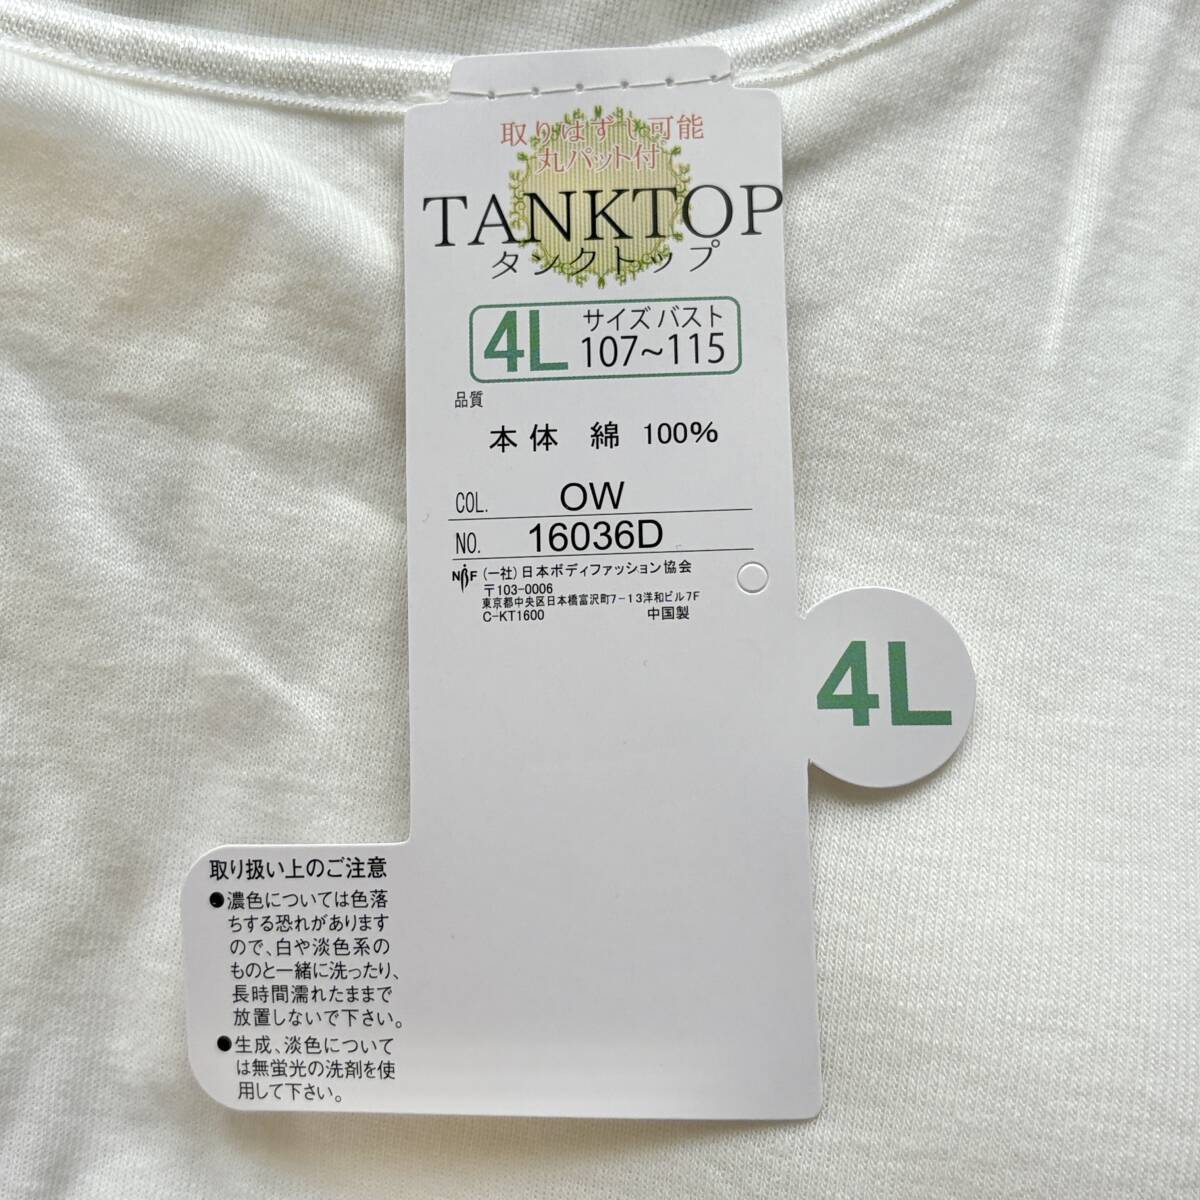 取りはずし可能
丸パット付
TANKTOP
タンクトップ
4L サイズ バスト
107~115
品質
本体 綿 100%
COL. OW
NO. 16036D
NBF (一社)日本ボディファッション協会
〒103-0006
東京都中央区日本橋富沢町7-13洋和ビル7F
C-KT1600 中国製
4L
取り扱い上のご注意
●濃色については色落
ちする恐れがあります
ので、白や淡色系の
ものと一緒に洗ったり、
長時間濡れたままで
放置しないで下さい。
●生成、淡色について
は無蛍光の洗剤を使
用して下さい。